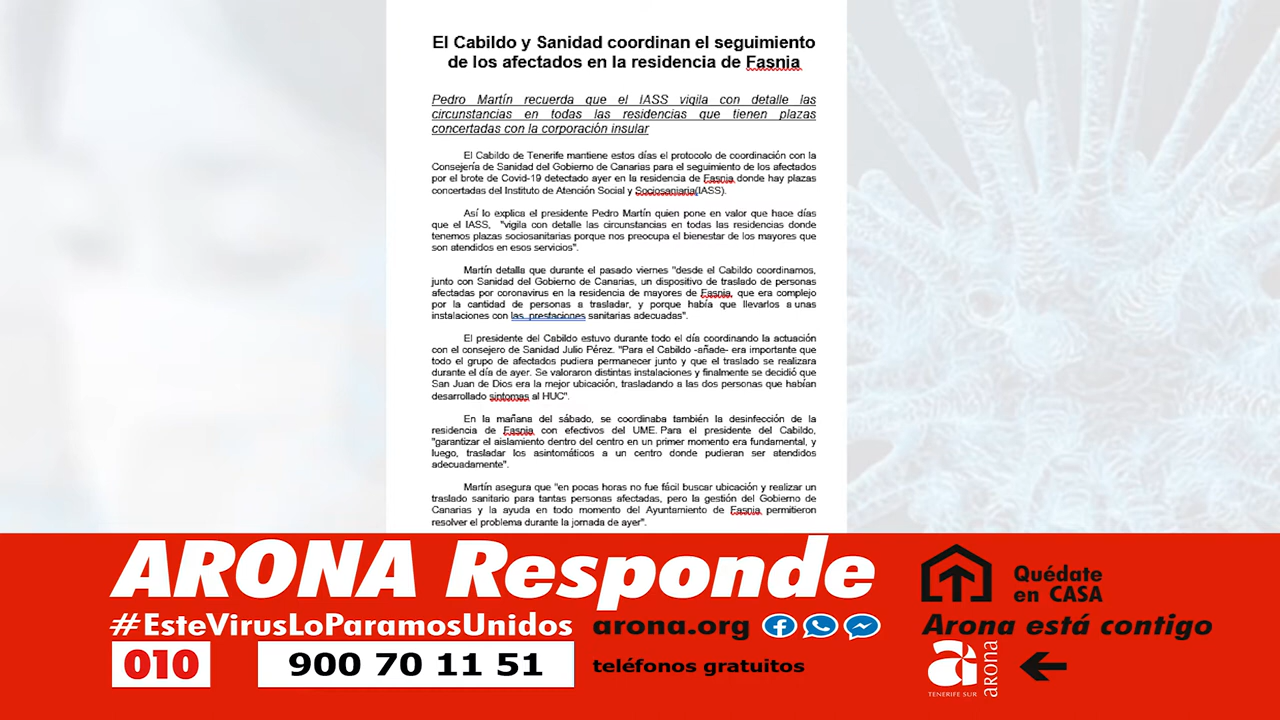 El Cabildo y Sanidad coordinan el seguimiento
de los afectados en la residencia de Fasnia
Pedro Martín recuerda que el IASS vigila con detalle las
circunstancias en todas las residencias que tienen plazas
concertadas con la corporación insular
El Cabildo de Tenerife mantiene estos días el protocolo de coordinación con la
Consejería de Sanidad del Gobierno de Canarias para el seguimiento de los afectados
por el brote de Covid-19 detectado ayer en la residencia de Fasnia donde hay plazas
concertadas del Instituto de Atención Social y Sociosaniaria(IASS).
Así lo explica el presidente Pedro Martín quien pone en valor que hace días
que el IASS, "vigila con detalle las circunstancias en todas las residencias donde
tenemos plazas sociosanitarias porque nos preocupa el bienestar de los mayores que
son atendidos en esos servicios".
Martín detalla que durante el pasado viernes "desde el Cabildo coordinamos,
junto con Sanidad del Gobierno de Canarias, un dispositivo de traslado de personas
afectadas por coronavirus en la residencia de mayores de Fasnia, que era complejo
por la cantidad de personas a trasladar, y porque había que llevarlos a unas
instalaciones con las prestaciones sanitarias adecuadas".
El presidente del Cabildo estuvo durante todo el día coordinando la actuación
con el consejero de Sanidad Julio Pérez. "Para el Cabildo -añade- era importante que
todo el grupo de afectados pudiera permanecer junto y que el traslado se realizara
durante el día de ayer. Se valoraron distintas instalaciones y finalmente se decidió que
San Juan de Dios era la mejor ubicación, trasladando a las dos personas que habían
desarrollado sintomas al HUC".
En la mañana del sábado, se coordinaba también la desinfección de la
residencia de Fasnia con efectivos del UME. Para el presidente del Cabildo,
"garantizar el aislamiento dentro del centro en un primer momento era fundamental, y
luego, trasladar los asintomáticos a un centro donde pudieran ser atendidos
adecuadamente".
Martín asegura que "en pocas horas no fue fácil buscar ubicación y realizar un
traslado sanitario para tantas personas afectadas, pero la gestión del Gobierno de
Canarias y la ayuda en todo momento del Ayuntamiento de Fasnia permitieron
resolver el problema durante la jornada de ayer".
ARONA Responde
#EsteVirusLoParamosUnidos
arona.org
010
900 70 11 51
teléfonos gratuitos
Quédate
en CASA
Arona está contigo
arona
TENERIFE SUR